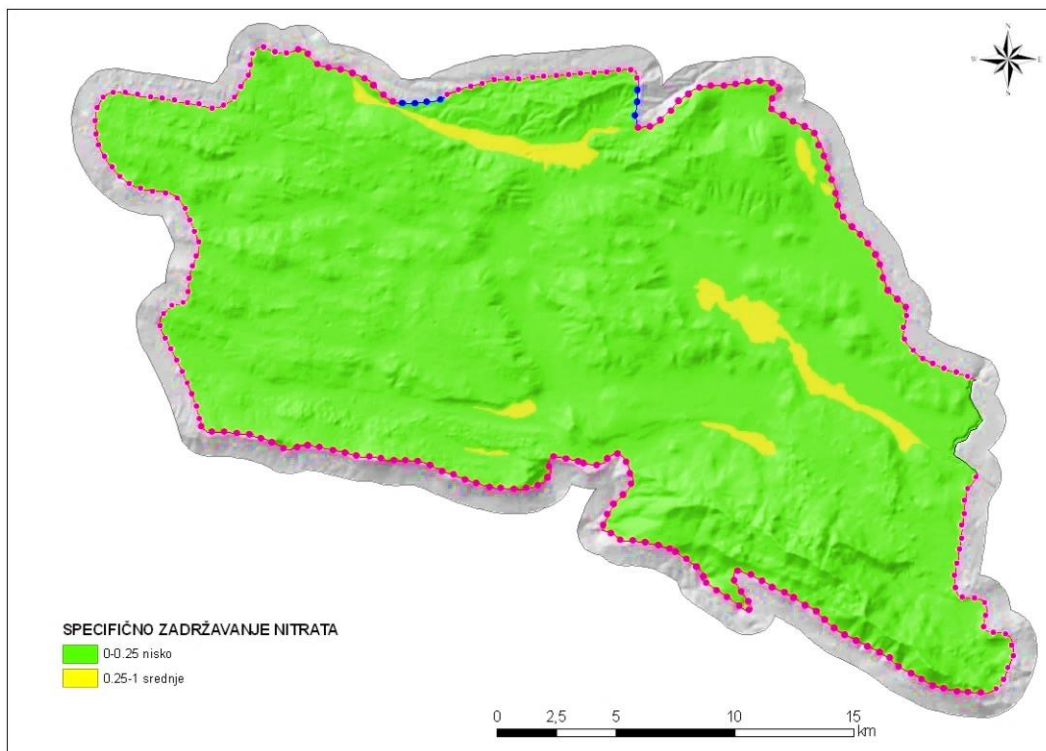 N
W E
S
SPECIFIČNO ZADRŽAVANJE NITRATA
0-0.25 nisko
0.25-1 srednje
0 2,5 5 10 15
km